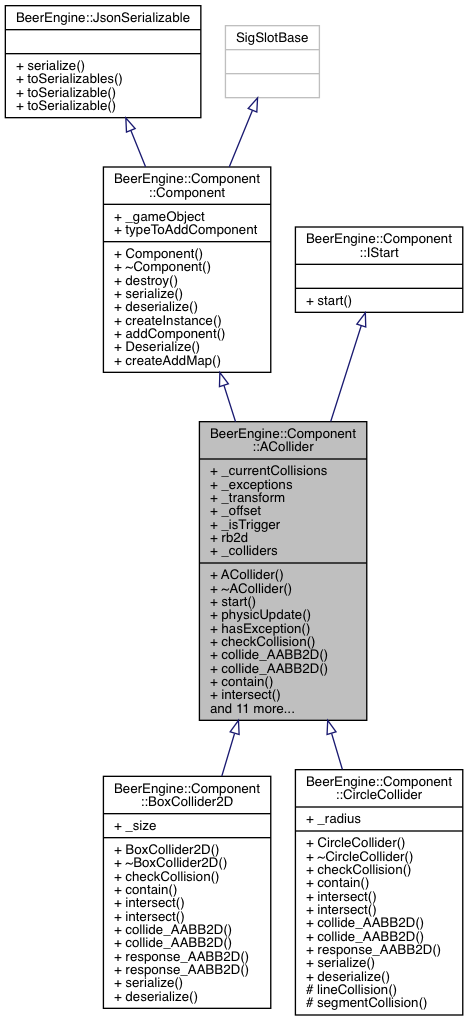 BeerEngine::JsonSerializable
+ serialize()
+ toSerializables()
+ toSerializable()
+ toSerializable()
SigSlotBase
BeerEngine::Component
::Component
+ _gameObject
+ typeToAddComponent
+ Component()
+ ~Component()
+ destroy()
+ serialize()
+ deserialize()
+ createInstance()
+ addComponent()
+ Deserialize()
+ createAddMap()
BeerEngine::Component
::IStart
+ start()
BeerEngine::Component
::ACollider
+ _currentCollisions
+ _exceptions
+ _transform
+ _offset
+ _isTrigger
+ rb2d
+ _colliders
+ ACollider()
+ ~ACollider()
+ start()
+ physicUpdate()
+ hasException()
+ checkCollision()
+ collide_AABB2D()
+ collide_AABB2D()
+ contain()
+ intersect()
and 11 more...
BeerEngine::Component
::BoxCollider2D
+ _size
+ BoxCollider2D()
+ ~BoxCollider2D()
+ checkCollision()
+ contain()
+ intersect()
+ intersect()
+ collide_AABB2D()
+ collide_AABB2D()
+ response_AABB2D()
+ response_AABB2D()
+ serialize()
+ deserialize()
BeerEngine::Component
::CircleCollider
+ _radius
+ CircleCollider()
+ ~CircleCollider()
+ checkCollision()
+ contain()
+ intersect()
+ intersect()
+ collide_AABB2D()
+ collide_AABB2D()
+ response_AABB2D()
+ serialize()
+ deserialize()
# lineCollision()
# segmentCollision()